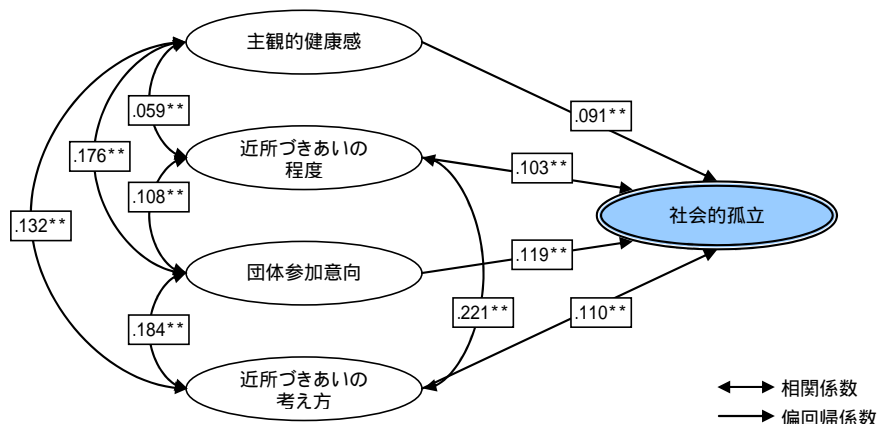 主観的健康感
.059**
.091**
近所づきあいの
程度
.176**
.103**
.108**
.132**
社会的孤立
団体参加意向
.119**
.184**
.221**
.110**
近所づきあいの
考え方
相関係数
偏回帰係数